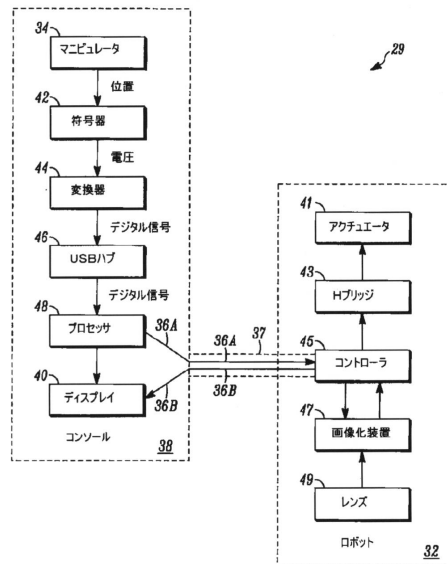 29
34
マニピュレータ
位置
42
符号器
電圧
44
変換器
デジタル信号
46
USBハブ
デジタル信号
48
プロセッサ
36A
40
ディスプレイ
36B
コンソール
38
36A
37
36B
41
アクチュエータ
43
Hブリッジ
45
コントローラ
47
画像化装置
49
レンズ
ロボット
32